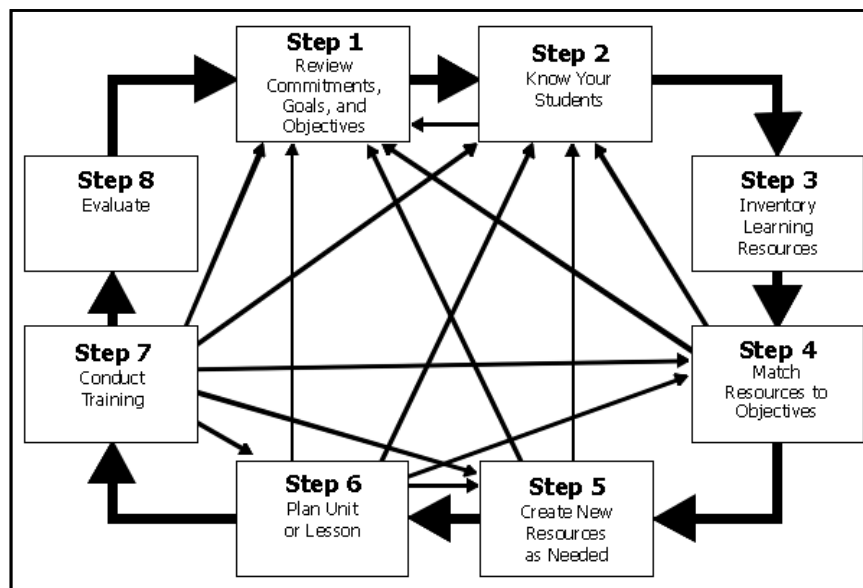 Step 1
Review
Commitments,
Goals, and
Objectives
Step 2
Know Your
Students
Step 3
Inventory
Learning
Resources
Step 4
Match
Resources to
Objectives
Step 5
Create New
Resources
as Needed
Step 6
Plan Unit
or Lesson
Step 7
Conduct
Training
Step 8
Evaluate